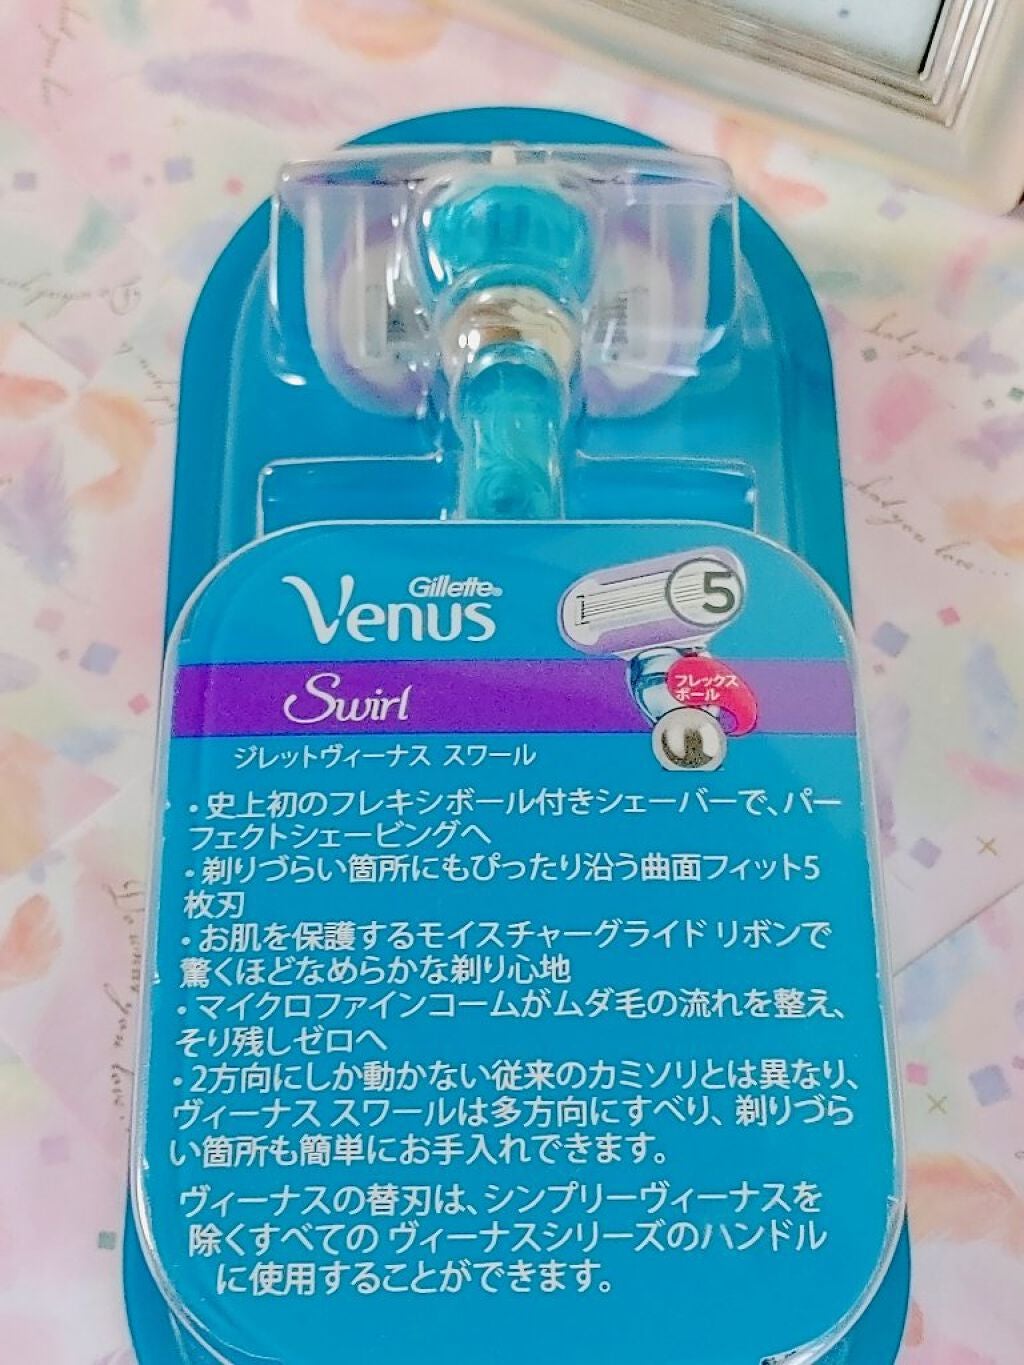 Gillette
Venus
5
フレックス
ボール
Swirl
ジレットヴィーナス スワール
・史上初のフレキシボール付きシェーバーで、パー
フェクトシェービングへ
・剃りづらい箇所にもぴったり沿う曲面フィット5
枚刃
・お肌を保護するモイスチャーグライド リボンで
驚くほどなめらかな剃り心地
・マイクロファインコームがムダ毛の流れを整え、
そり残しゼロへ
・2方向にしか動かない従来のカミソリとは異なり、
ヴィーナス スワールは多方向にすべり、剃りづら
い箇所も簡単にお手入れできます。
ヴィーナスの替刃は、シンプリーヴィーナスを
除くすべての ヴィーナスシリーズのハンドル
に使用することができます。